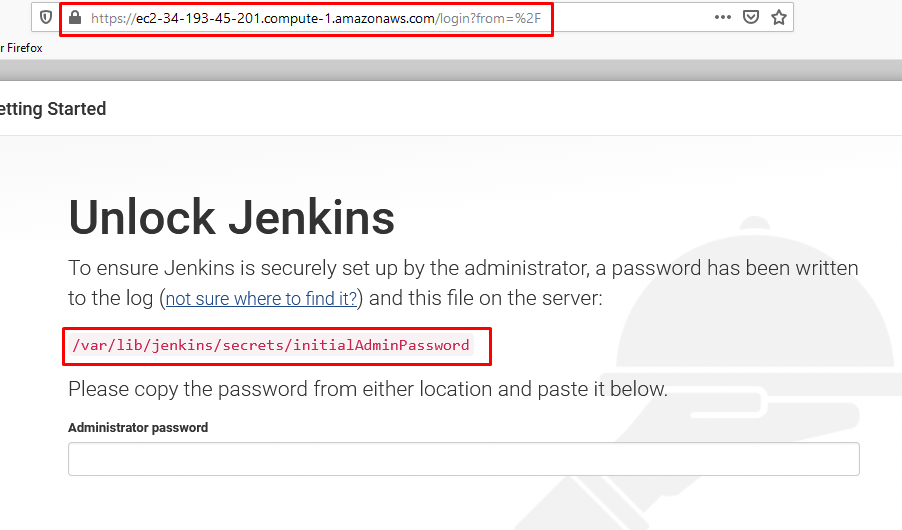 https://ec2-34-193-45-201.compute-1.amazonaws.com/login?from=%2F
r Firefox
etting Started
Unlock Jenkins
To ensure Jenkins is securely set up by the administrator, a password has been written
to the log (not sure where to find it?) and this file on the server:
/var/lib/jenkins/secrets/initialAdminPassword
Please copy the password from either location and paste it below.
Administrator password